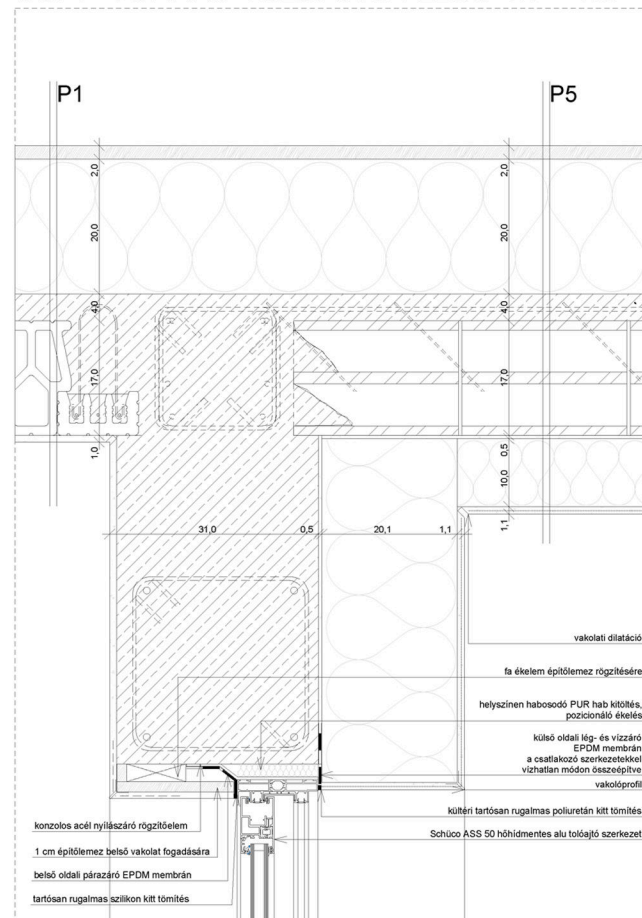 P1
P5
2,0
20,0
4,0
17,0
1,0
2,0
20,0
4,0
17,0
0,5
10,0
1,1
31,0
0,5
20,1
1,1
vakolati dilatáció
fa ékelem építőlemez rögzítésére
helyszínen habosodó PUR hab kitöltés,
pozicionáló ékelés
külső oldali lég- és vízzáró
EPDM membrán
a csatlakozó szerkezetekkel
vízhatlan módon összeépítve
vakolóprofil
kültéri tartósan rugalmas poliuretán kitt tömítés
Schüco ASS 50 hőhídmentes alu tolóajtó szerkezet
konzolos acél nyílászáró rögzítőelem
1 cm építőlemez belső vakolat fogadására
belső oldali párazáró EPDM membrán
tartósan rugalmas szilikon kitt tömítés